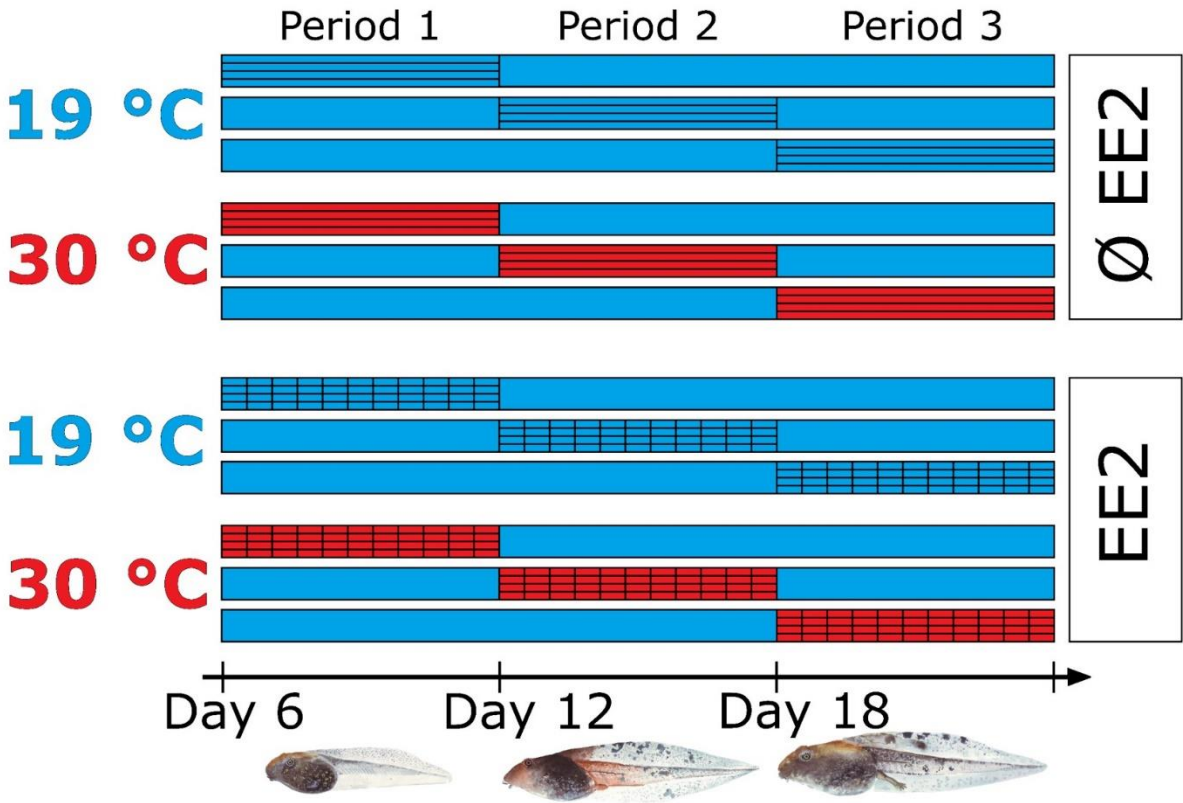 Period 1 Period 2 Period 3
19 °C
30 °C
Ø EE2
19 °C
30 °C
EE2
Day 6 Day 12 Day 18